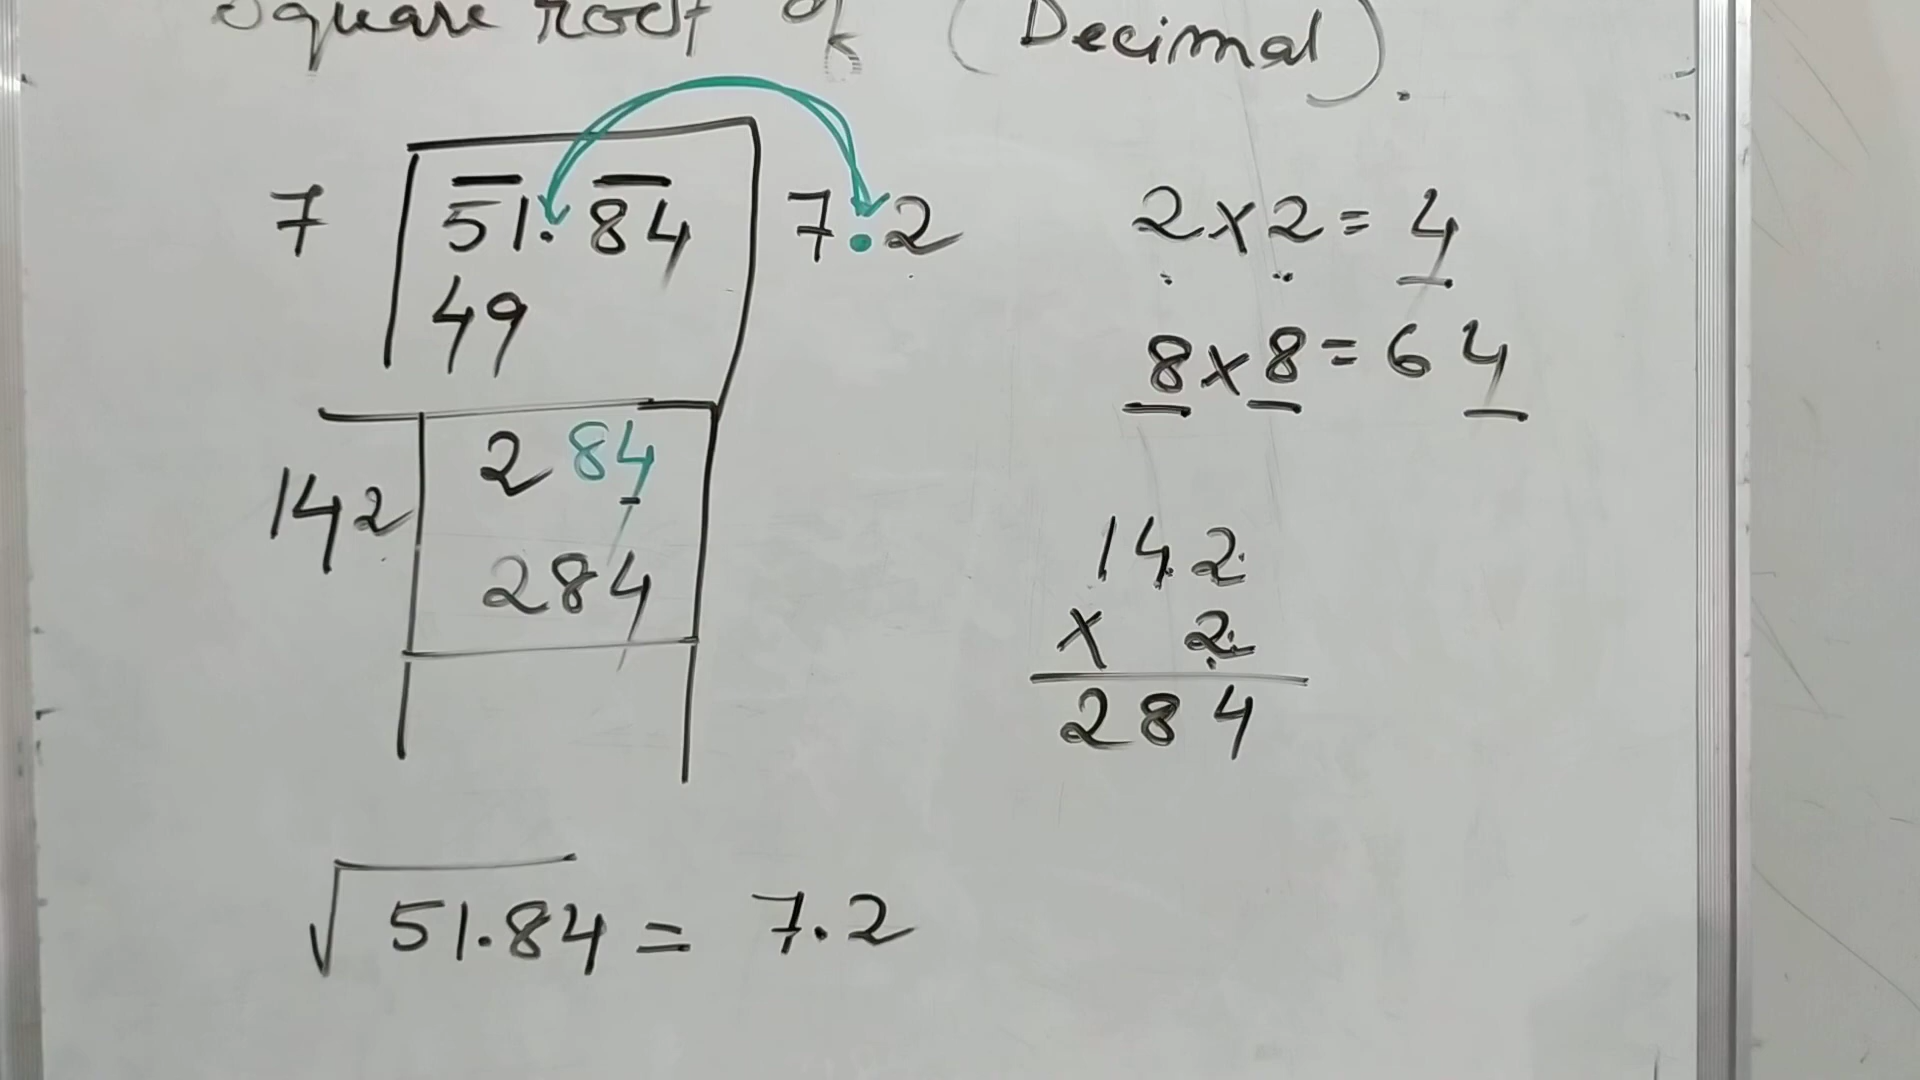 Square root of (Decimal).
7 51.84 7.2
49
142 284
284
2×2=4
8×8=64
142
× 2
284
√51.84 = 7.2